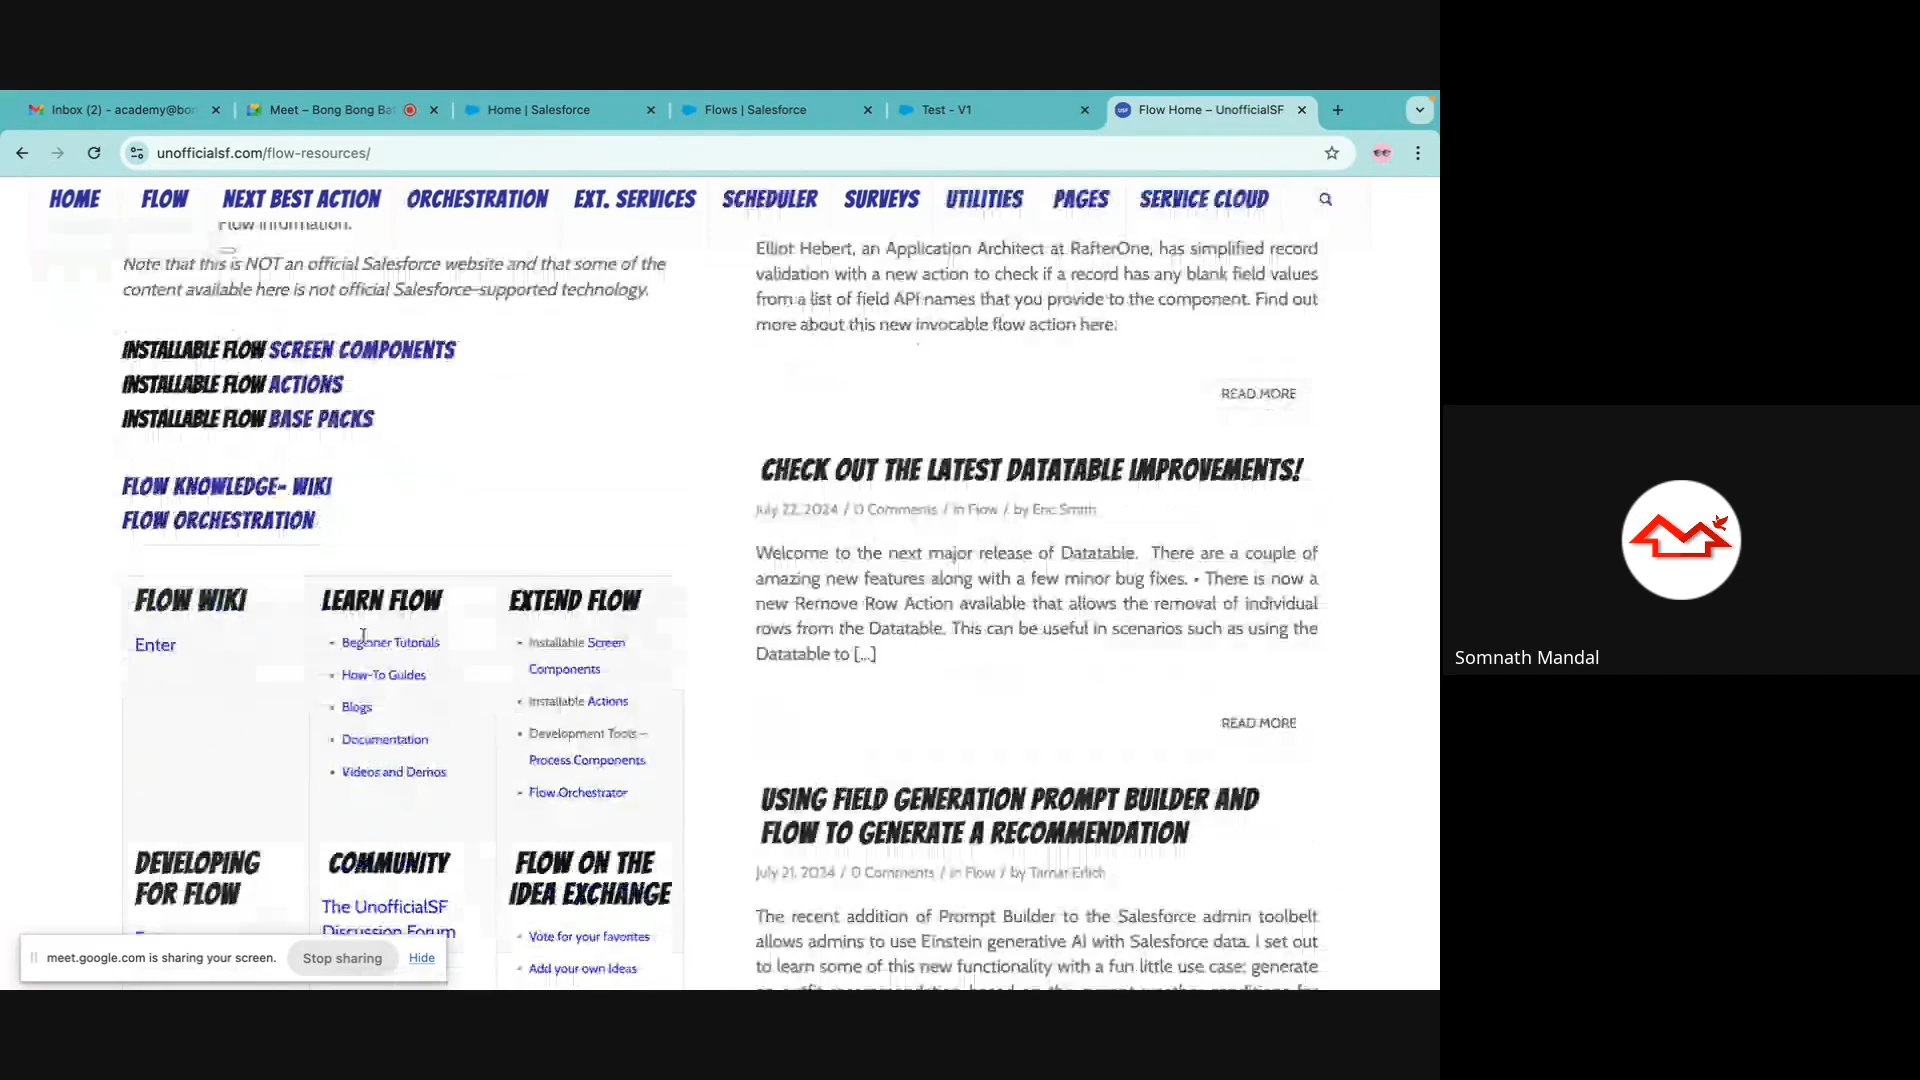 Inbox (2) - academy@bon
Meet – Bong Bong Ba
Home | Salesforce
Flows | Salesforce
Test - V1
Flow Home – UnofficialSF
unofficialsf.com/flow-resources/
HOME
FLOW
NEXT BEST ACTION
ORCHESTRATION
EXT. SERVICES
SCHEDULER
SURVEYS
UTILITIES
PAGES
SERVICE CLOUD
Flow information.
Note that this is NOT an official Salesforce website and that some of the
content available here is not official Salesforce-supported technology.
INSTALLABLE FLOW SCREEN COMPONENTS
INSTALLABLE FLOW ACTIONS
INSTALLABLE FLOW BASE PACKS
FLOW KNOWLEDGE- WIKI
FLOW ORCHESTRATION
FLOW WIKI
Enter
LEARN FLOW
Beginner Tutorials
How-To Guides
Blogs
Documentation
Videos and Demos
EXTEND FLOW
Installable Screen
Components
Installable Actions
Development Tools –
Process Components
Flow Orchestrator
DEVELOPING
FOR FLOW
COMMUNITY
The UnofficialSF
Discussion Forum
FLOW ON THE
IDEA EXCHANGE
Vote for your favorites
Add your own Ideas
Elliot Hebert, an Application Architect at RafterOne, has simplified record
validation with a new action to check if a record has any blank field values
from a list of field API names that you provide to the component. Find out
more about this new invocable flow action here:
READ MORE
CHECK OUT THE LATEST DATATABLE IMPROVEMENTS!
July 22, 2024 / 0 Comments / in Flow / by Eric Smith
Welcome to the next major release of Datatable. There are a couple of
amazing new features along with a few minor bug fixes. • There is now a
new Remove Row Action available that allows the removal of individual
rows from the Datatable. This can be useful in scenarios such as using the
Datatable to [...]
READ MORE
USING FIELD GENERATION PROMPT BUILDER AND
FLOW TO GENERATE A RECOMMENDATION
July 21, 2024 / 0 Comments / in Flow / by Tamar Erlich
The recent addition of Prompt Builder to the Salesforce admin toolbelt
allows admins to use Einstein generative AI with Salesforce data. I set out
to learn some of this new functionality with a fun little use case: generate
meet.google.com is sharing your screen.
Stop sharing
Hide
Somnath Mandal